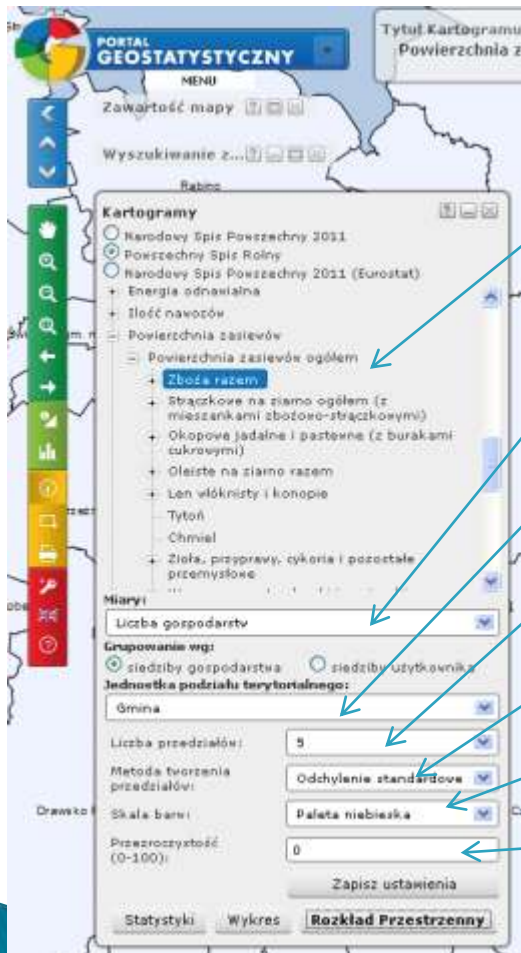 Tytuł Kartogramu
Powierzchnia z
PORTAL
GEOSTATYSTYCZNY
MENU
Zawartość mapy
Wyszukiwanie z...
Rabino
Kartogramy
Narodowy Spis Powszechny 2011
Powszechny Spis Rolny
Narodowy Spis Powszechny 2011 (Eurostat)
+ Energia odnawialna
+ Ilość nawozów
- Powierzchnia zasiewów
- Powierzchnia zasiewów ogółem
+ Zboża razem
+ Strączkowe na ziarno ogółem (z
mieszankami zbożowo-strączkowymi)
+ Okopowe jadalne i pastewne (z burakami
cukrowymi)
+ Oleiste na ziarno razem
+ Len włóknisty i konopie
Tytoń
Chmiel
+ Zioła, przyprawy, cykoria i pozostałe
przemysłowe
Miary:
Liczba gospodarstw
Grupowanie wg:
siedziby gospodarstwa siedziby użytkownika
Jednostka podziału terytorialnego:
Gmina
Liczba przedziałów: 5
Metoda tworzenia
przedziałów: Odchylenie standardowe
Drawsko
Skala barw: Paleta niebieska
Przezroczystość
(0-100): 0
Zapisz ustawienia
Statystyki Wykres Rozkład Przestrzenny